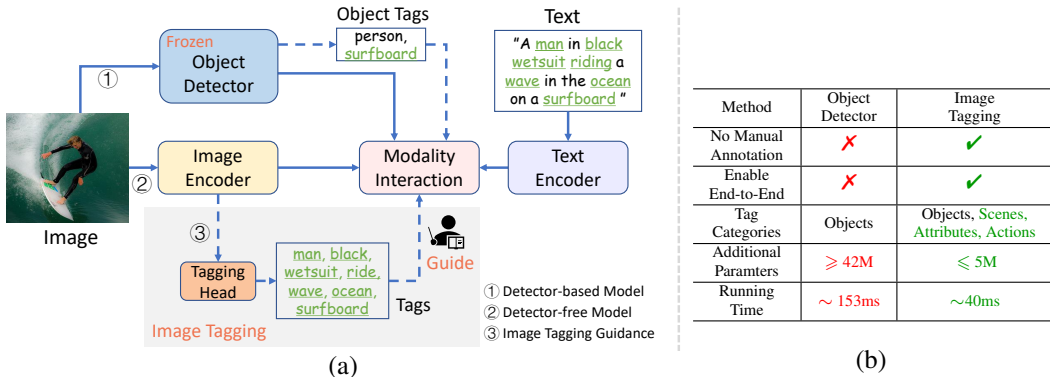 Object Tags
Text
Frozen
Object
Detector
person,
surfboard
"A man in black
wetsuit riding a
wave in the ocean
on a surfboard "
①
Image
Encoder
Modality
Interaction
Text
Encoder
②
Image
③
Tagging
Head
man, black,
wetsuit, ride,
wave, ocean,
surfboard
Tags
Guide
Image Tagging
① Detector-based Model
② Detector-free Model
③ Image Tagging Guidance
(a)
Method Object Detector Image Tagging
No Manual Annotation ✗ ✓
Enable End-to-End ✗ ✓
Tag Categories Objects Objects, Scenes, Attributes, Actions
Additional Paramters ⩾ 42M ⩽ 5M
Running Time ∼ 153ms ∼40ms
(b)